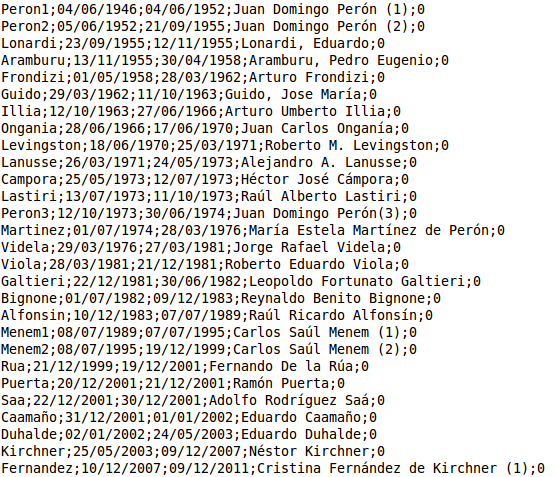 Peron1;04/06/1946;04/06/1952;Juan Domingo Perón (1);0
Peron2;05/06/1952;21/09/1955;Juan Domingo Perón (2);0
Lonardi;23/09/1955;12/11/1955;Lonardi, Eduardo;0
Aramburu;13/11/1955;30/04/1958;Aramburu, Pedro Eugenio;0
Frondizi;01/05/1958;28/03/1962;Arturo Frondizi;0
Guido;29/03/1962;11/10/1963;Guido, Jose María;0
Illia;12/10/1963;27/06/1966;Arturo Umberto Illia;0
Ongania;28/06/1966;17/06/1970;Juan Carlos Onganía;0
Levingston;18/06/1970;25/03/1971;Roberto M. Levingston;0
Lanusse;26/03/1971;24/05/1973;Alejandro A. Lanusse;0
Campora;25/05/1973;12/07/1973;Héctor José Cámpora;0
Lastiri;13/07/1973;11/10/1973;Raúl Alberto Lastiri;0
Peron3;12/10/1973;30/06/1974;Juan Domingo Perón(3);0
Martinez;01/07/1974;28/03/1976;María Estela Martínez de Perón;0
Videla;29/03/1976;27/03/1981;Jorge Rafael Videla;0
Viola;28/03/1981;21/12/1981;Roberto Eduardo Viola;0
Galtieri;22/12/1981;30/06/1982;Leopoldo Fortunato Galtieri;0
Bignone;01/07/1982;09/12/1983;Reynaldo Benito Bignone;0
Alfonsin;10/12/1983;07/07/1989;Raúl Ricardo Alfonsín;0
Menem1;08/07/1989;07/07/1995;Carlos Saúl Menem (1);0
Menem2;08/07/1995;19/12/1999;Carlos Saúl Menem (2);0
Rua;21/12/1999;19/12/2001;Fernando De la Rúa;0
Puerta;20/12/2001;21/12/2001;Ramón Puerta;0
Saa;22/12/2001;30/12/2001;Adolfo Rodríguez Saá;0
Caamaño;31/12/2001;01/01/2002;Eduardo Caamaño;0
Duhalde;02/01/2002;24/05/2003;Eduardo Duhalde;0
Kirchner;25/05/2003;09/12/2007;Néstor Kirchner;0
Fernandez;10/12/2007;09/12/2011;Cristina Fernández de Kirchner (1);0